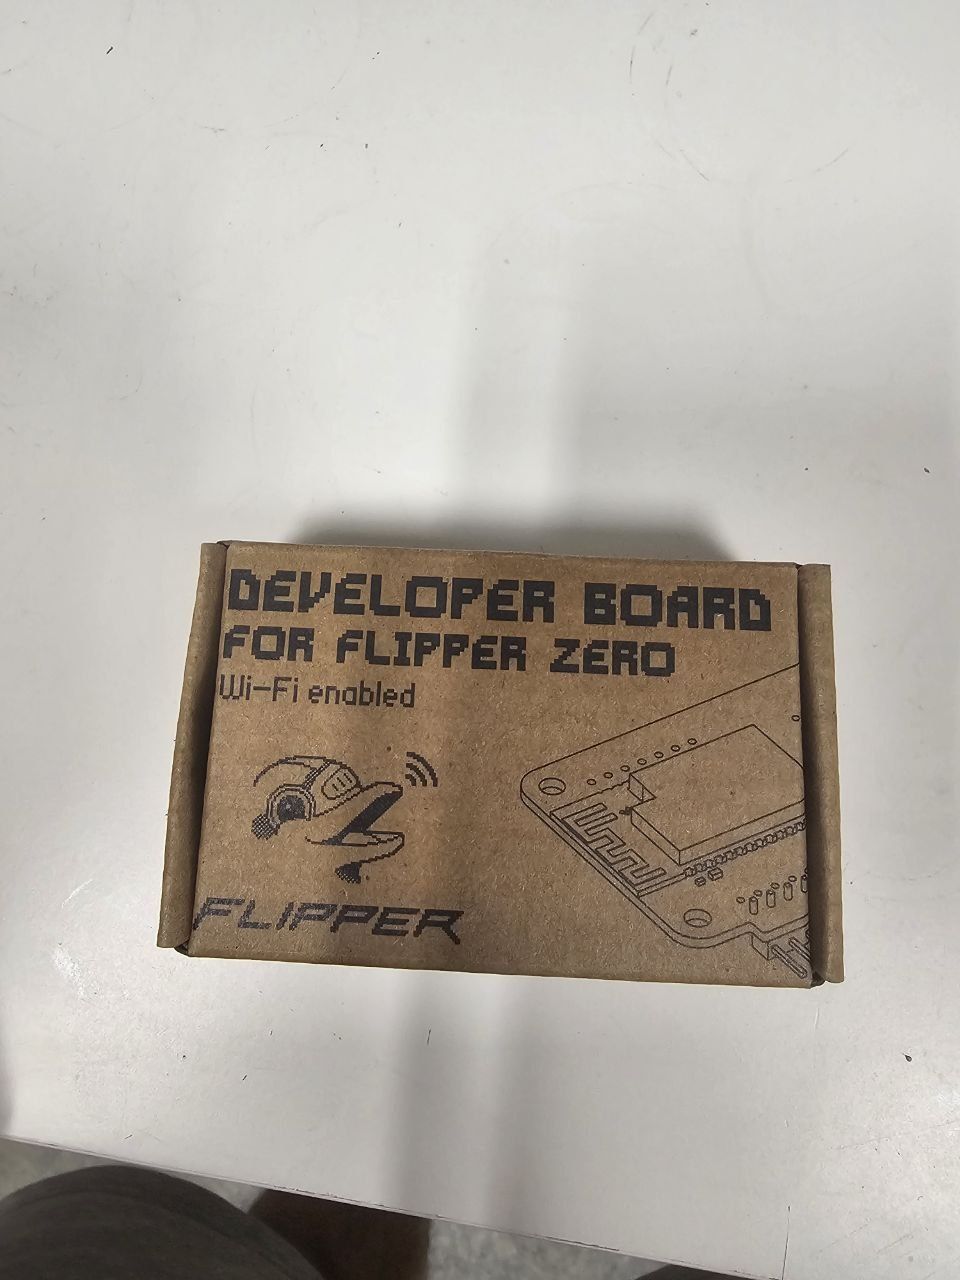 DEVELOPER BOARD
FOR FLIPPER ZERO
Wi-Fi enabled
FLIPPER